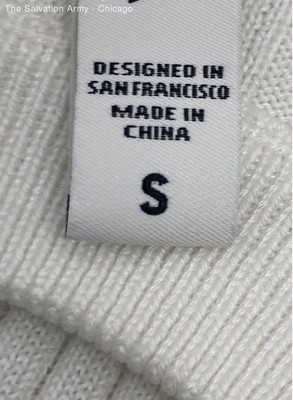 The Salvation Army - Chicago
DESIGNED IN
SAN FRANCISCO
MADE IN
CHINA
S